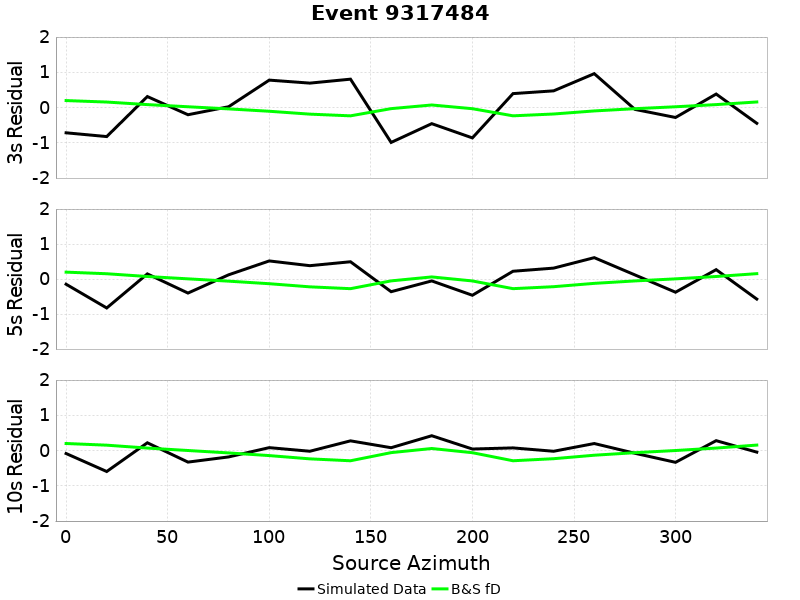 Event 9317484
2
1
0
-1
-2
3s Residual
2
1
0
-1
-2
5s Residual
2
1
0
-1
-2
10s Residual
0 50 100 150 200 250 300
Source Azimuth
Simulated Data B&S fD